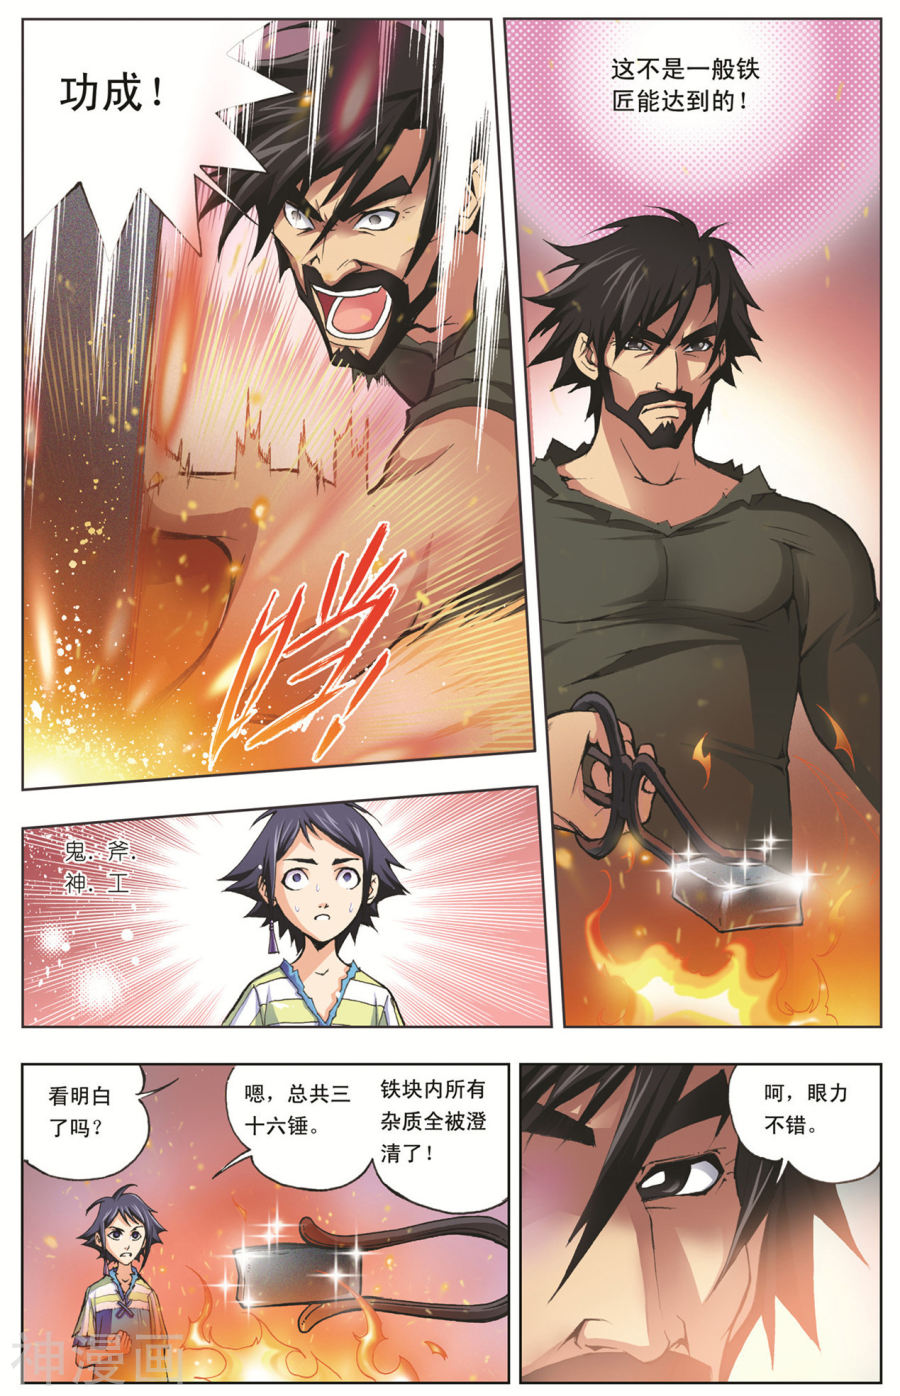 功成！
这不是一般铁
匠能达到的！
当！
鬼.斧.
神.工
看明白
了吗？
嗯，总共三
十六锤。
铁块内所有
杂质全被澄
清了！
呵，眼力
不错。
神漫画